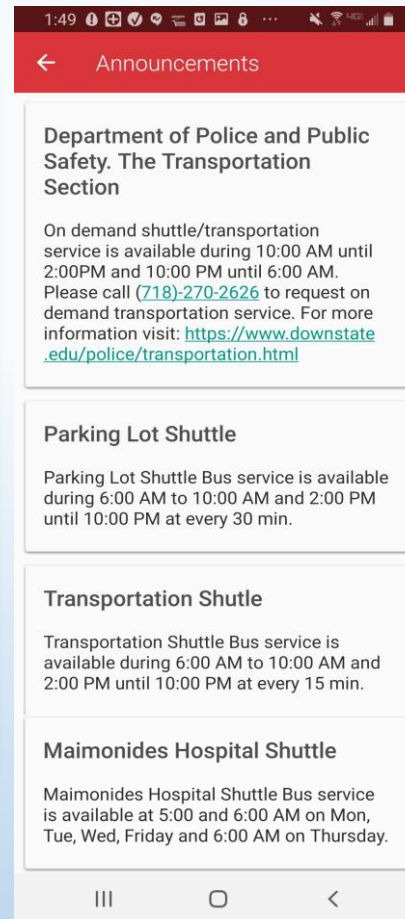 1:49
Announcements
Department of Police and Public
Safety. The Transportation
Section
On demand shuttle/transportation
service is available during 10:00 AM until
2:00PM and 10:00 PM until 6:00 AM.
Please call (718)-270-2626 to request on
demand transportation service. For more
information visit: https://www.downstate
.edu/police/transportation.html
Parking Lot Shuttle
Parking Lot Shuttle Bus service is available
during 6:00 AM to 10:00 AM and 2:00 PM
until 10:00 PM at every 30 min.
Transportation Shutle
Transportation Shuttle Bus service is
available during 6:00 AM to 10:00 AM and
2:00 PM until 10:00 PM at every 15 min.
Maimonides Hospital Shuttle
Maimonides Hospital Shuttle Bus service
is available at 5:00 and 6:00 AM on Mon,
Tue, Wed, Friday and 6:00 AM on Thursday.